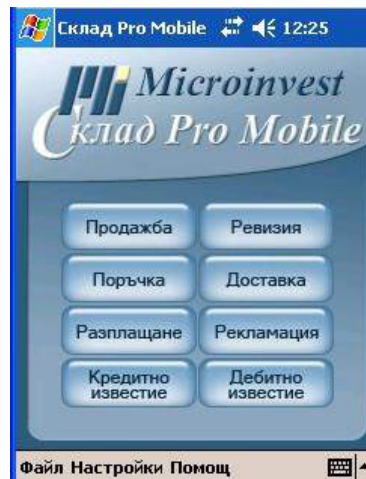 Склад Pro Mobile 12:25
Microinvest
Склад Pro Mobile
Продажба Ревизия
Поръчка Доставка
Разплащане Рекламация
Кредитно известие Дебитно известие
Файл Настройки Помощ